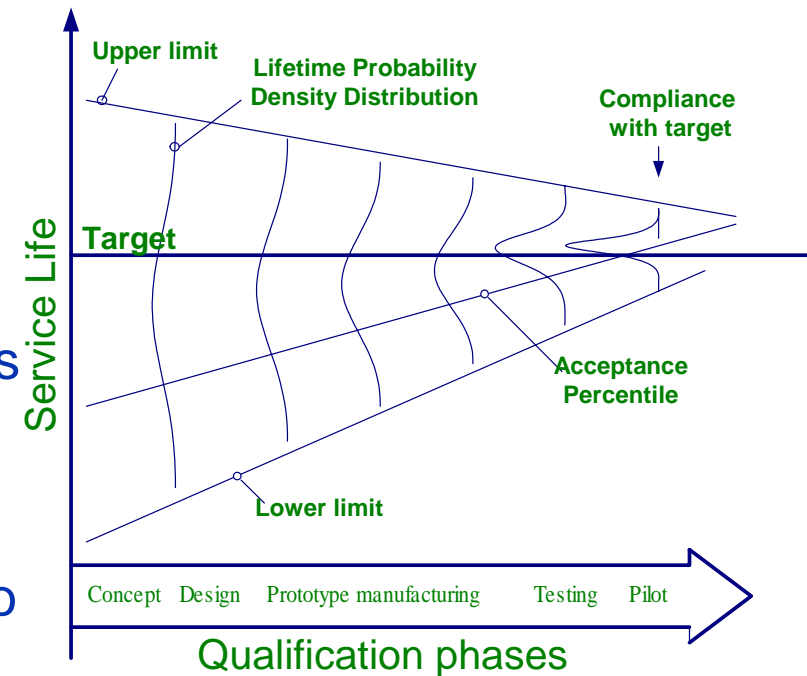 Upper limit
Lifetime Probability
Density Distribution
Compliance
with target
Target
Service Life
s
Acceptance
Percentile
Lower limit
Concept Design Prototype manufacturing Testing Pilot
Qualification phases